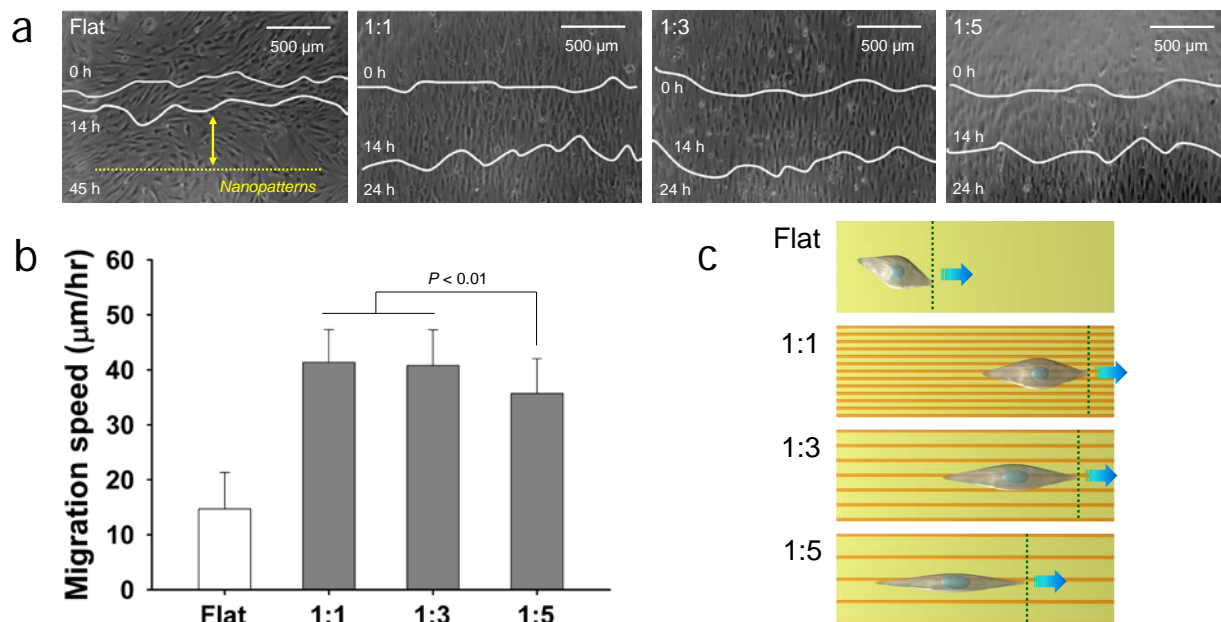 a
Flat
500 µm
0 h
14 h
45 h
Nanopatterns
1:1
500 µm
0 h
14 h
24 h
1:3
500 µm
0 h
14 h
24 h
1:5
500 µm
0 h
14 h
24 h
b
Migration speed (µm/hr)
60
50
40
30
20
10
0
P < 0.01
Flat
1:1
1:3
1:5
c
Flat
1:1
1:3
1:5